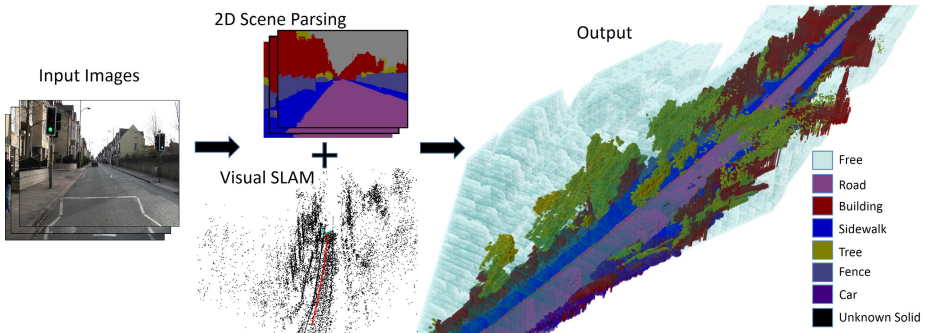 Input Images
2D Scene Parsing
Visual SLAM
Output
Free
Road
Building
Sidewalk
Tree
Fence
Car
Unknown Solid